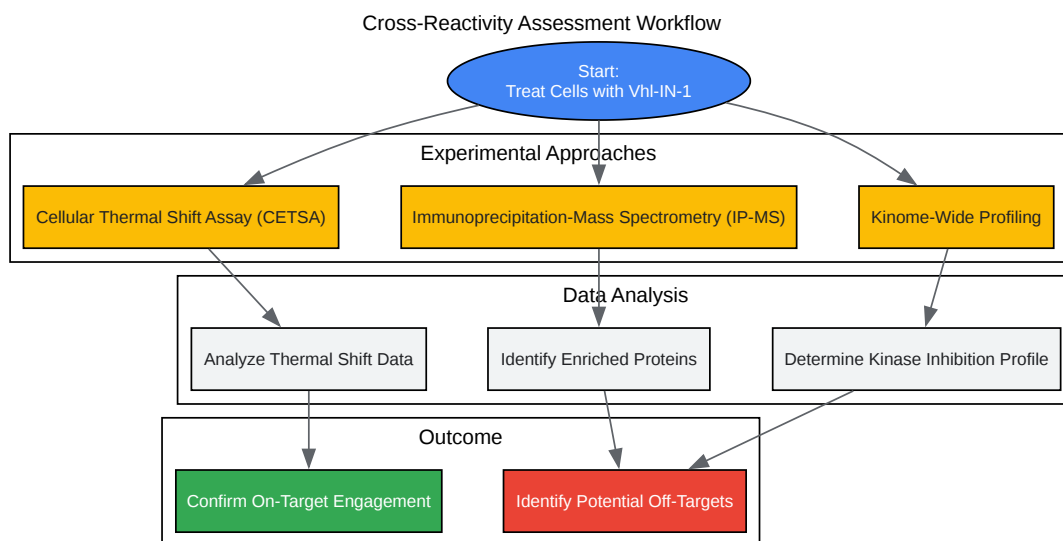 Cross-Reactivity Assessment Workflow
Start:
Treat Cells with Vhl-IN-1
Experimental Approaches
Cellular Thermal Shift Assay (CETSA)
Immunoprecipitation-Mass Spectrometry (IP-MS)
Kinome-Wide Profiling
Data Analysis
Analyze Thermal Shift Data
Identify Enriched Proteins
Determine Kinase Inhibition Profile
Outcome
Confirm On-Target Engagement
Identify Potential Off-Targets